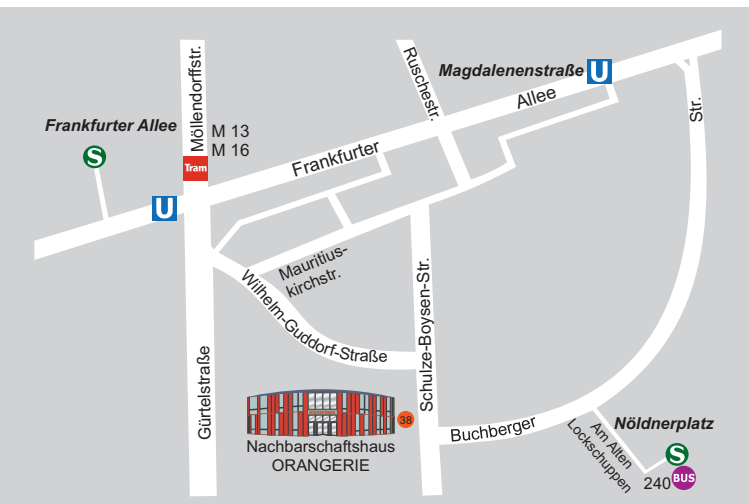 Möllendorffstr.
Ruschestr.
Magdalenenstraße
U
Allee
Str.
Frankfurter Allee
S
M 13
M 16
Tram
Frankfurter
U
Mauritius-
kirchstr.
Wilhelm-Guddorf-Straße
Schulze-Boysen-Str.
Gürtelstraße
38
Nachbarschaftshaus
ORANGERIE
Buchberger
Am Alten
Lockschuppen
Nöldnerplatz
S
240
BUS